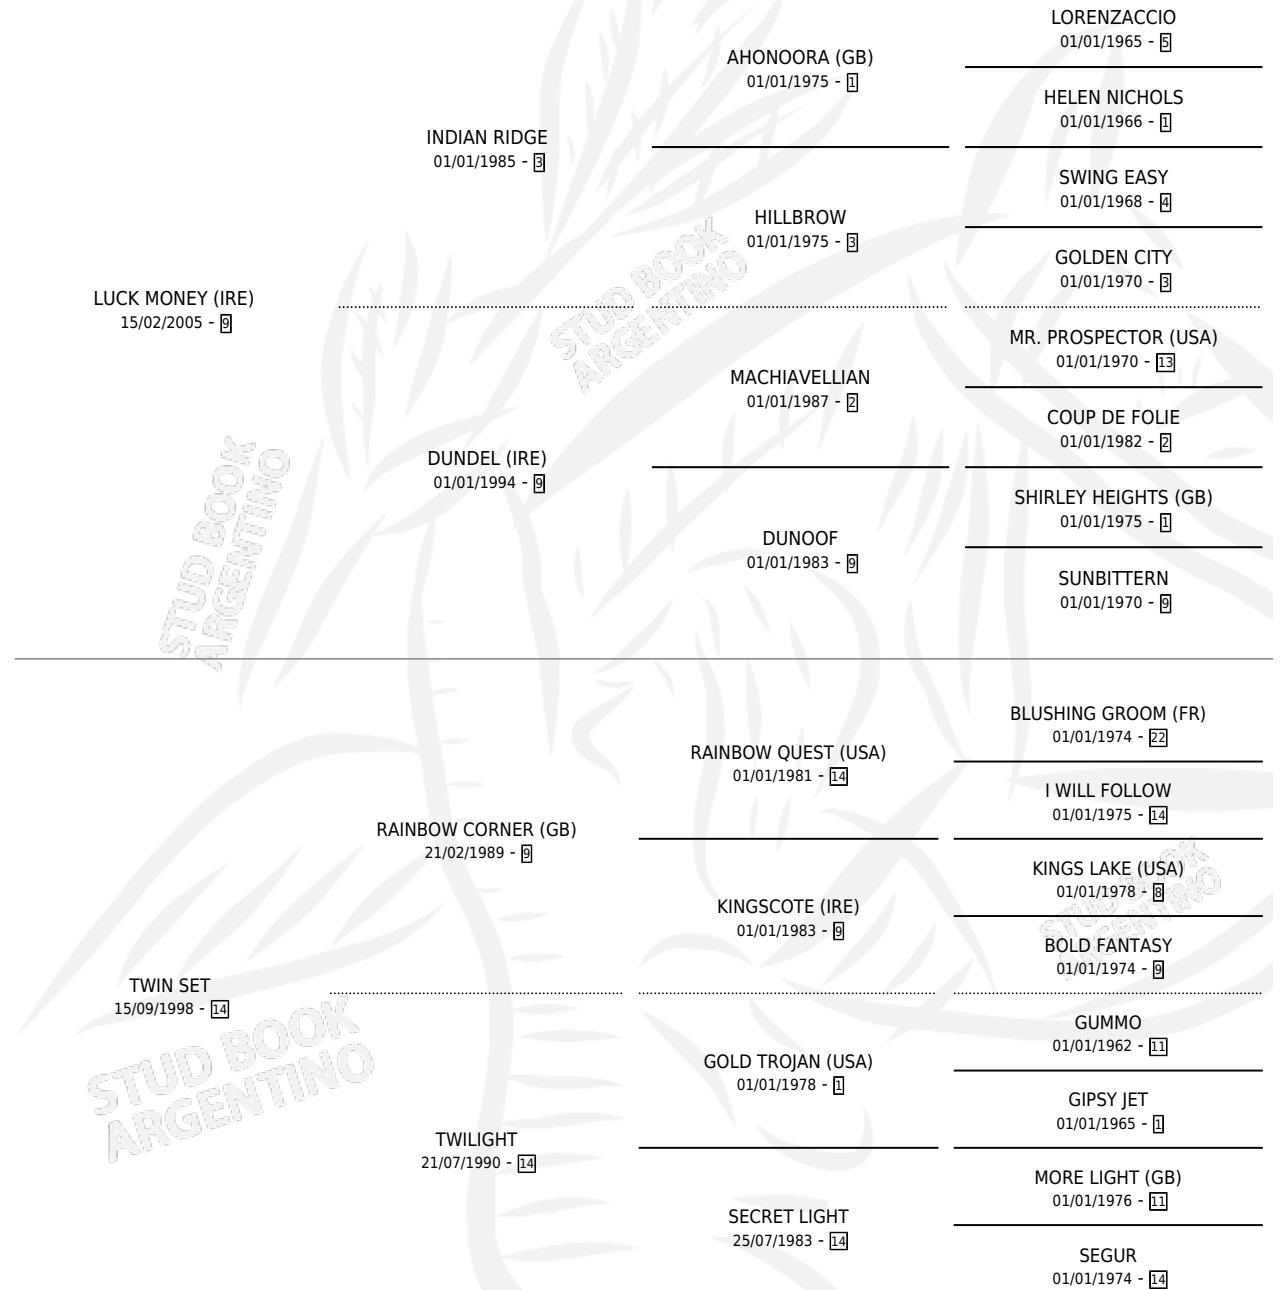 LORENZACCIO
01/01/1965 - 5
AHONOORA (GB)
01/01/1975 - 1
HELEN NICHOLS
01/01/1966 - 1
INDIAN RIDGE
01/01/1985 - 3
SWING EASY
01/01/1968 - 4
HILLBROW
01/01/1975 - 3
GOLDEN CITY
01/01/1970 - 3
LUCK MONEY (IRE)
15/02/2005 - 9
MR. PROSPECTOR (USA)
01/01/1970 - 13
MACHIAVELLIAN
01/01/1987 - 2
COUP DE FOLIE
01/01/1982 - 2
DUNDEL (IRE)
01/01/1994 - 9
SHIRLEY HEIGHTS (GB)
01/01/1975 - 1
DUNOOF
01/01/1983 - 9
SUNBITTERN
01/01/1970 - 9
STUD BOOK
ARGENTINO
STUD BOOK
ARGENTINO
BLUSHING GROOM (FR)
01/01/1974 - 22
RAINBOW QUEST (USA)
01/01/1981 - 14
I WILL FOLLOW
01/01/1975 - 14
RAINBOW CORNER (GB)
21/02/1989 - 9
KINGS LAKE (USA)
01/01/1978 - 8
KINGSCOTE (IRE)
01/01/1983 - 9
BOLD FANTASY
01/01/1974 - 9
STUD BOOK
ARGENTINO
TWIN SET
15/09/1998 - 14
GUMMO
01/01/1962 - 11
GOLD TROJAN (USA)
01/01/1978 - 1
GIPSY JET
01/01/1965 - 1
STUD BOOK
ARGENTINO
TWILIGHT
21/07/1990 - 14
MORE LIGHT (GB)
01/01/1976 - 11
SECRET LIGHT
25/07/1983 - 14
SEGUR
01/01/1974 - 14